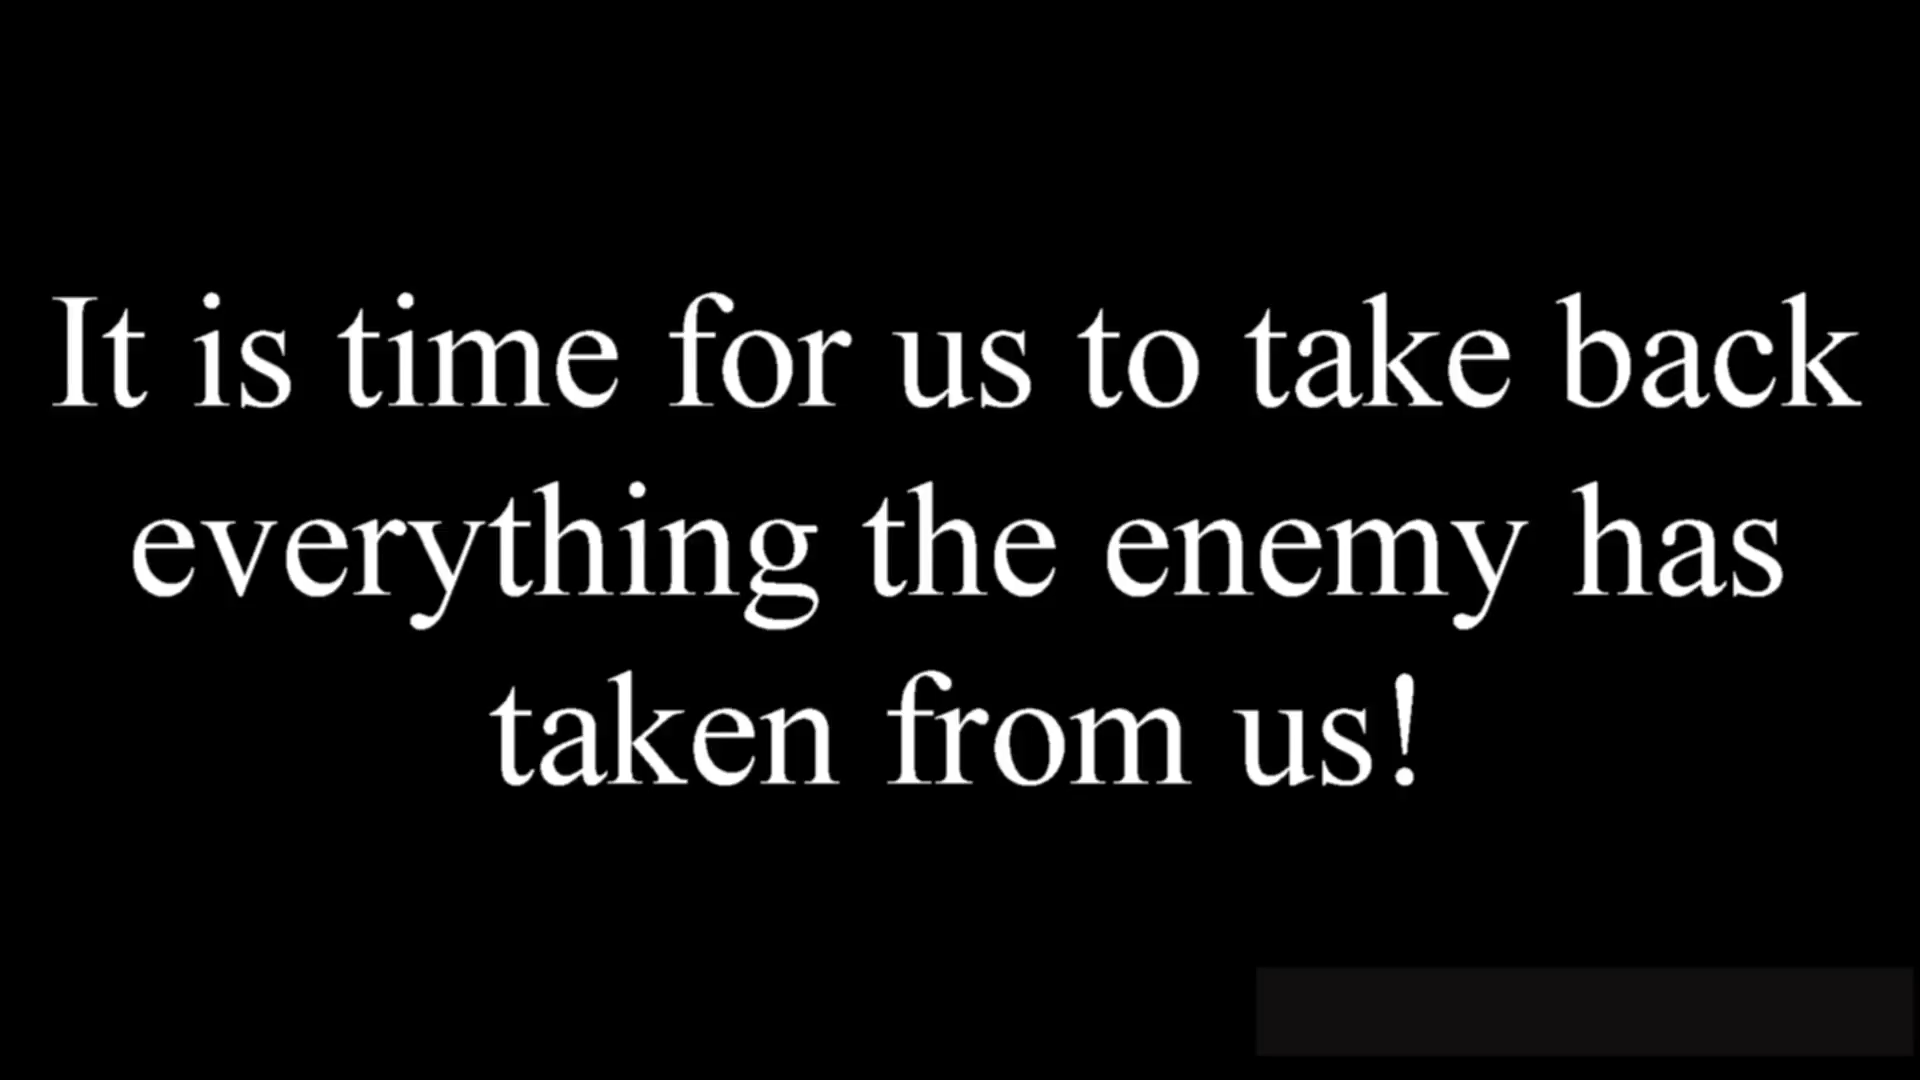 It is time for us to take back
everything the enemy has
taken from us!